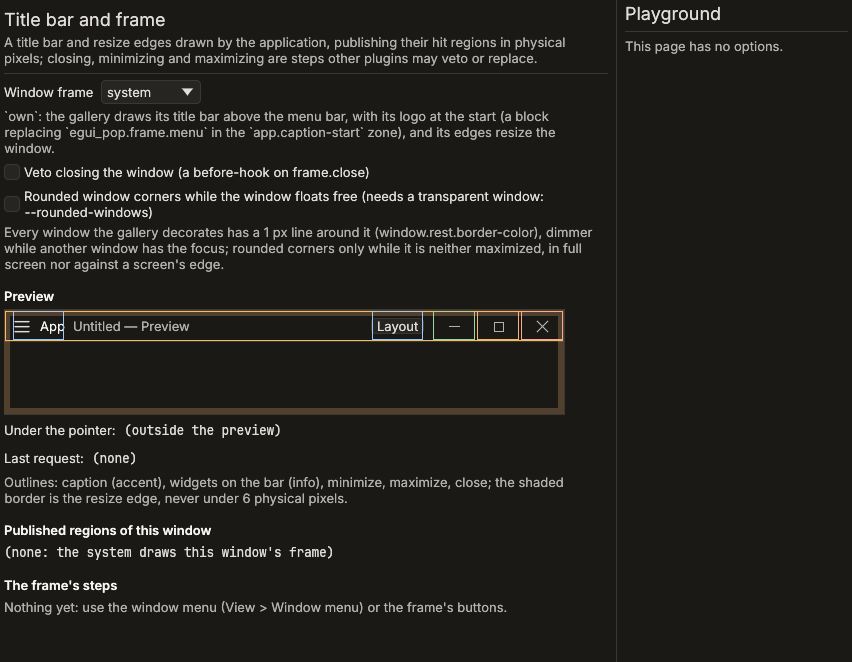 Title bar and frame
A title bar and resize edges drawn by the application, publishing their hit regions in physical
pixels; closing, minimizing and maximizing are steps other plugins may veto or replace.
Window frame system
`own`: the gallery draws its title bar above the menu bar, with its logo at the start (a block
replacing `egui_pop.frame.menu` in the `app.caption-start` zone), and its edges resize the
window.
Veto closing the window (a before-hook on frame.close)
Rounded window corners while the window floats free (needs a transparent window:
--rounded-windows)
Every window the gallery decorates has a 1 px line around it (window.rest.border-color), dimmer
while another window has the focus; rounded corners only while it is neither maximized, in full
screen nor against a screen's edge.
Preview
App Untitled — Preview Layout
Under the pointer: (outside the preview)
Last request: (none)
Outlines: caption (accent), widgets on the bar (info), minimize, maximize, close; the shaded
border is the resize edge, never under 6 physical pixels.
Published regions of this window
(none: the system draws this window's frame)
The frame's steps
Nothing yet: use the window menu (View > Window menu) or the frame's buttons.
Playground
This page has no options.